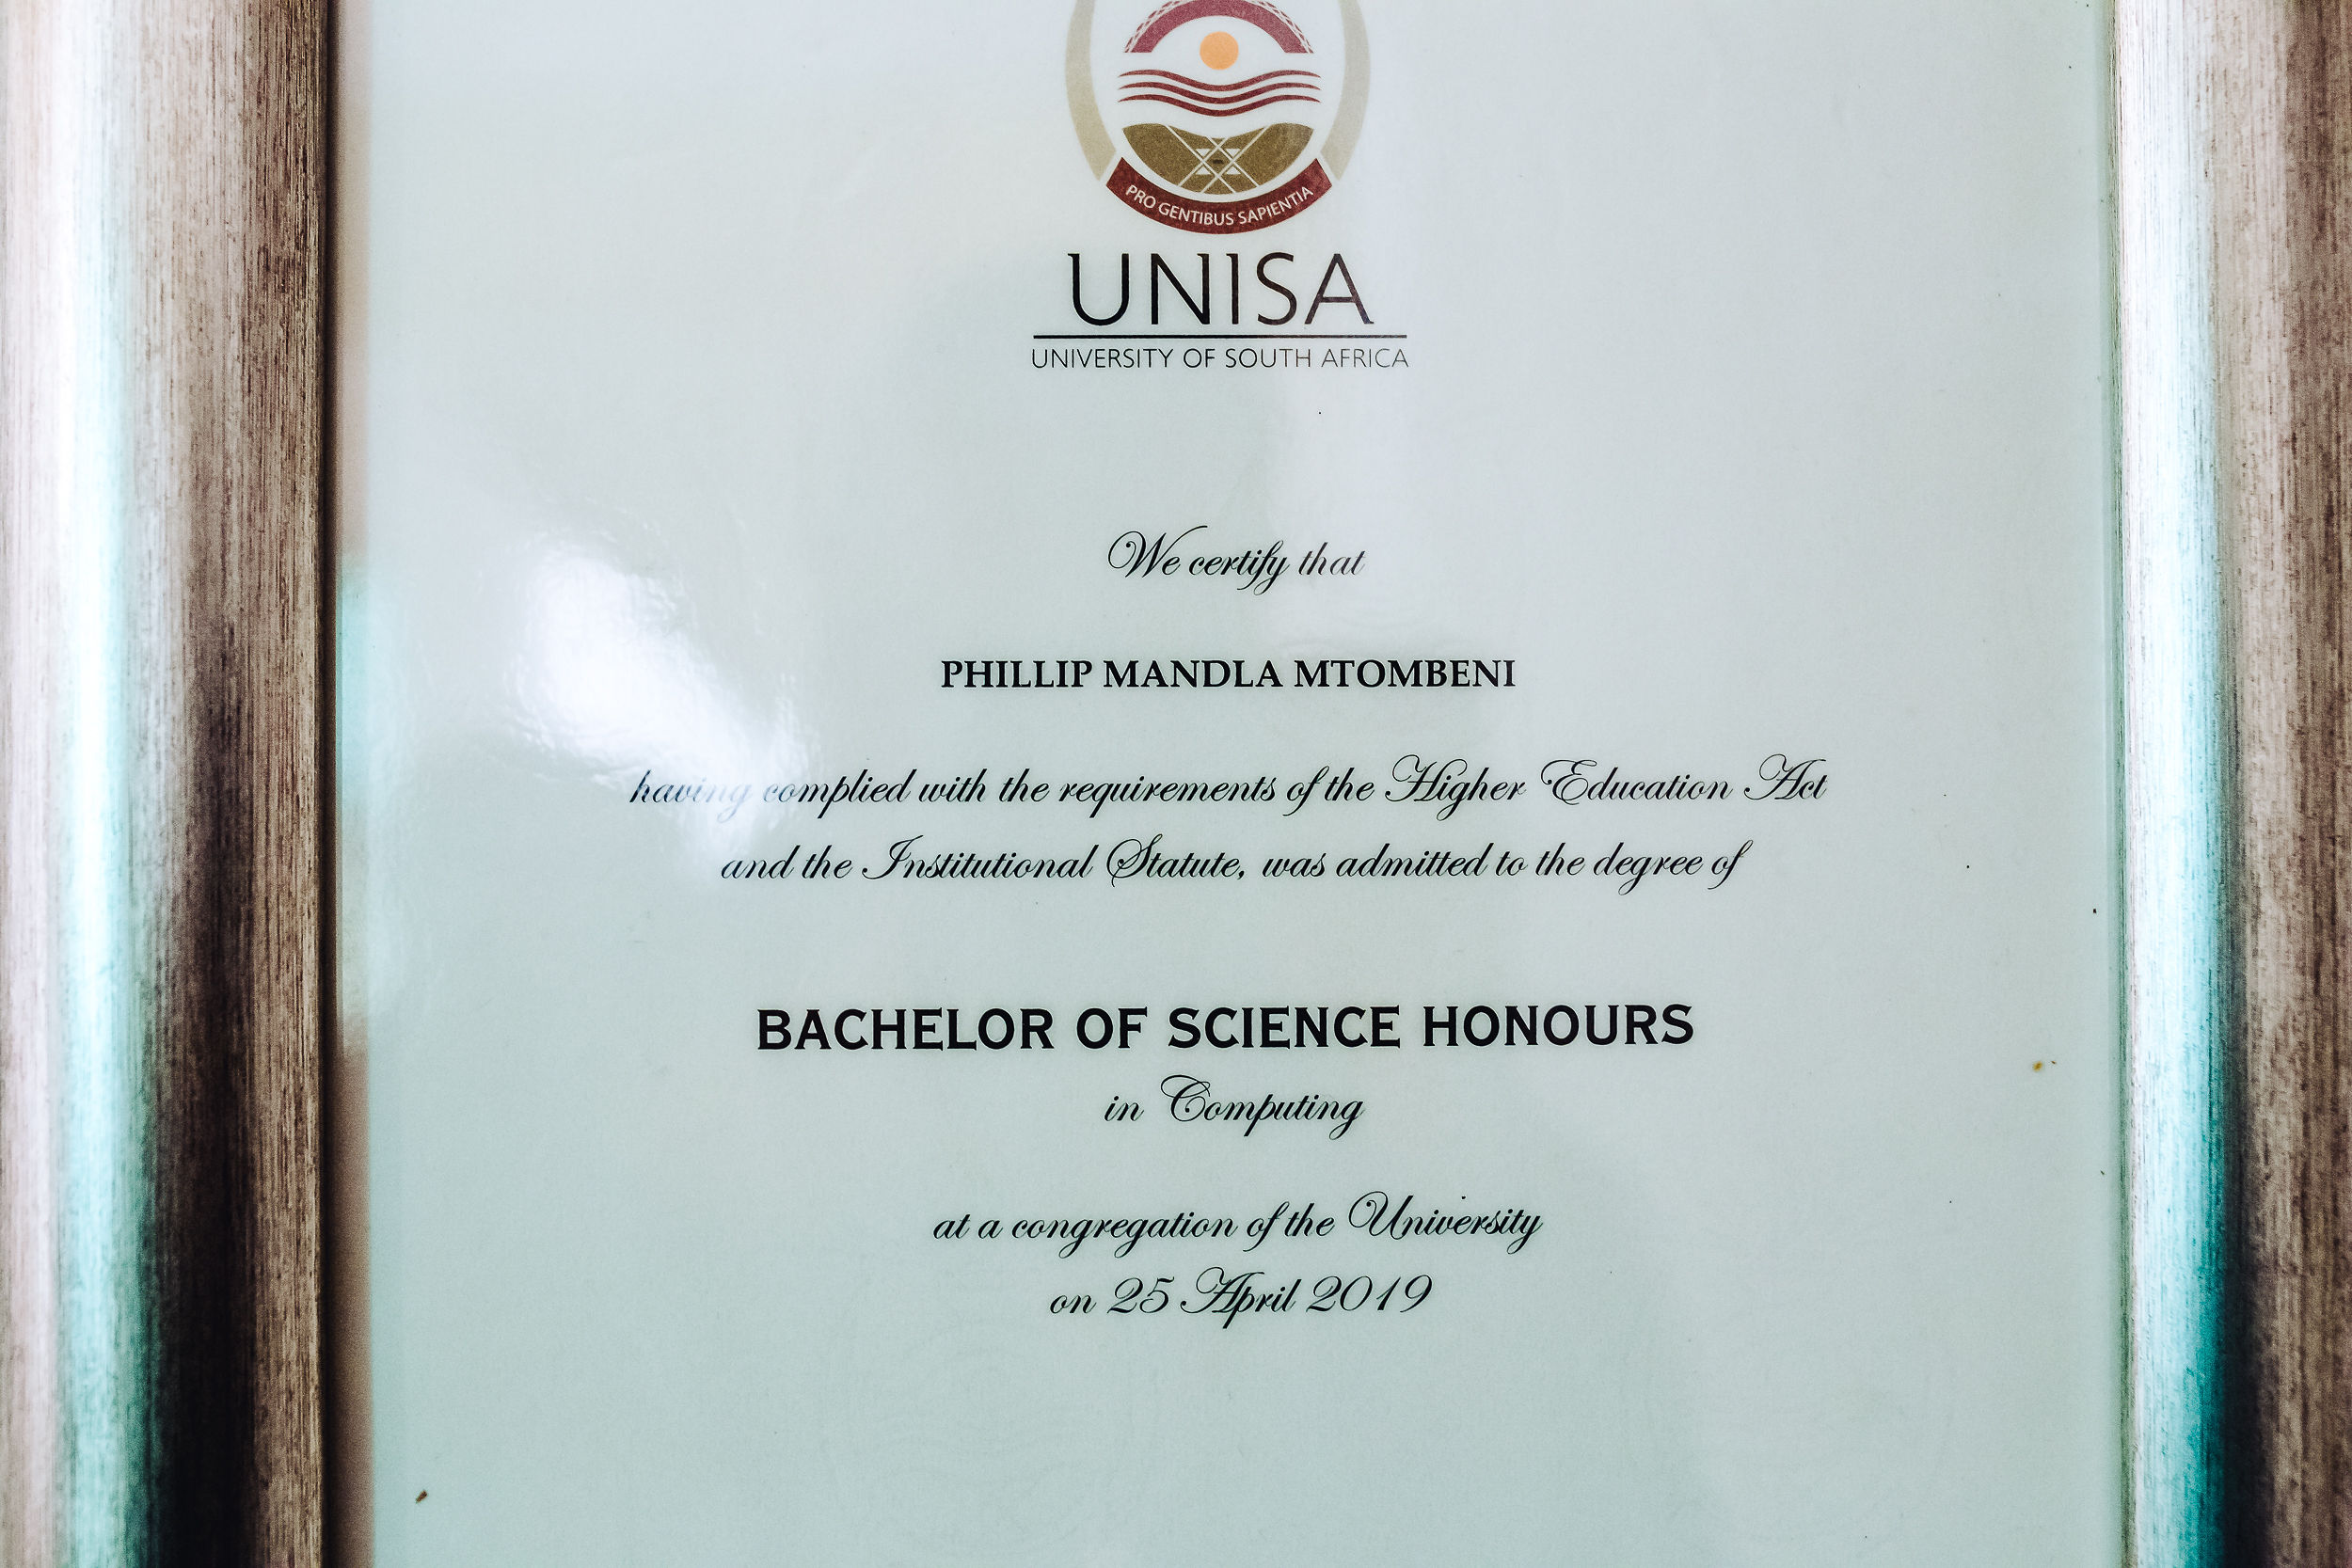 PRO GENTIBUS SAPIENTIA
UNISA
UNIVERSITY OF SOUTH AFRICA
We certify that
PHILLIP MANDLA MTOMBENI
having complied with the requirements of the Higher Education Act
and the Institutional Statute, was admitted to the degree of
BACHELOR OF SCIENCE HONOURS
in Computing
at a congregation of the University
on 25 April 2019